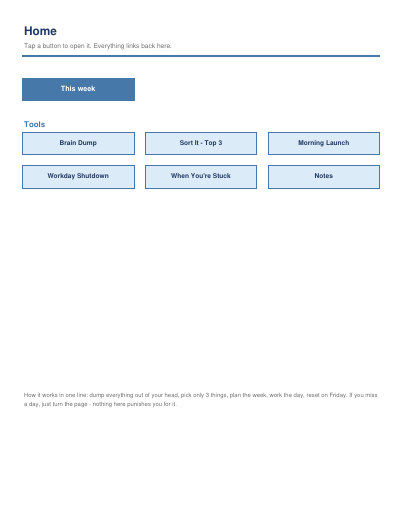 Home
Tap a button to open it. Everything links back here.
This week
Tools
Brain Dump
Sort It - Top 3
Morning Launch
Workday Shutdown
When You're Stuck
Notes
How it works in one line: dump everything out of your head, pick only 3 things, plan the week, work the day, reset on Friday. If you miss
a day, just turn the page - nothing here punishes you for it.